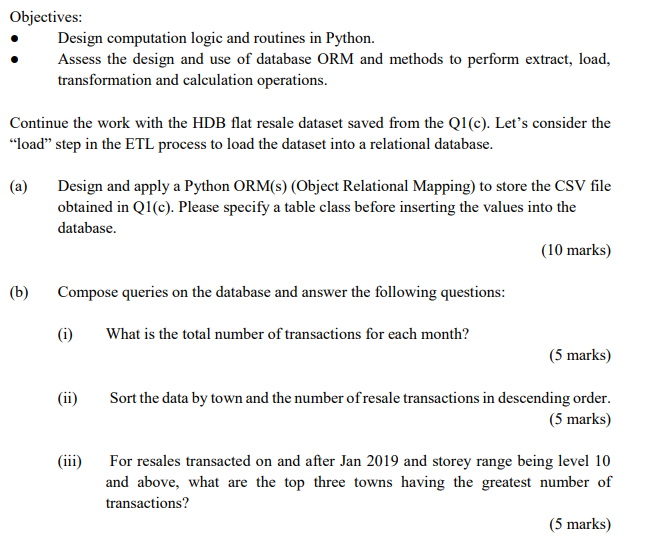 Objectives:
● Design computation logic and routines in Python.
● Assess the design and use of database ORM and methods to perform extract, load,
transformation and calculation operations.
Continue the work with the HDB flat resale dataset saved from the Q1(c). Let’s consider the
“load” step in the ETL process to load the dataset into a relational database.
(a) Design and apply a Python ORM(s) (Object Relational Mapping) to store the CSV file
obtained in Q1(c). Please specify a table class before inserting the values into the
database.
(10 marks)
(b) Compose queries on the database and answer the following questions:
(i) What is the total number of transactions for each month?
(5 marks)
(ii) Sort the data by town and the number of resale transactions in descending order.
(5 marks)
(iii) For resales transacted on and after Jan 2019 and storey range being level 10
and above, what are the top three towns having the greatest number of
transactions?
(5 marks)